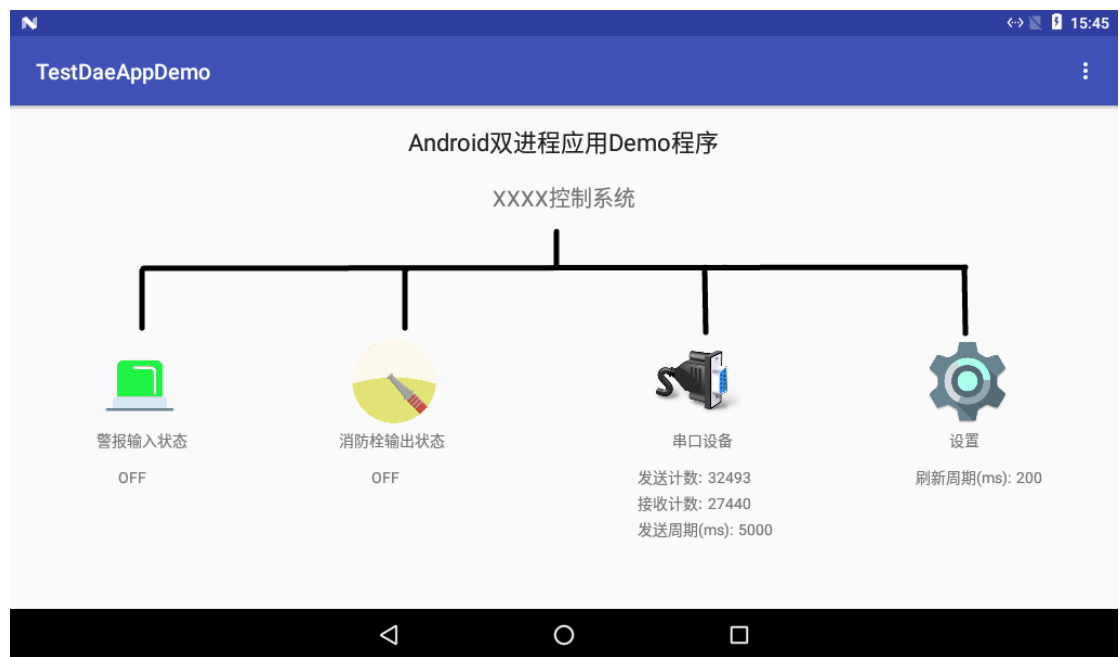 15:45
TestDaeAppDemo
Android双进程应用Demo程序
XXXX控制系统
警报输入状态
OFF
消防栓输出状态
OFF
串口设备
发送计数: 32493
接收计数: 27440
发送周期(ms): 5000
设置
刷新周期(ms): 200